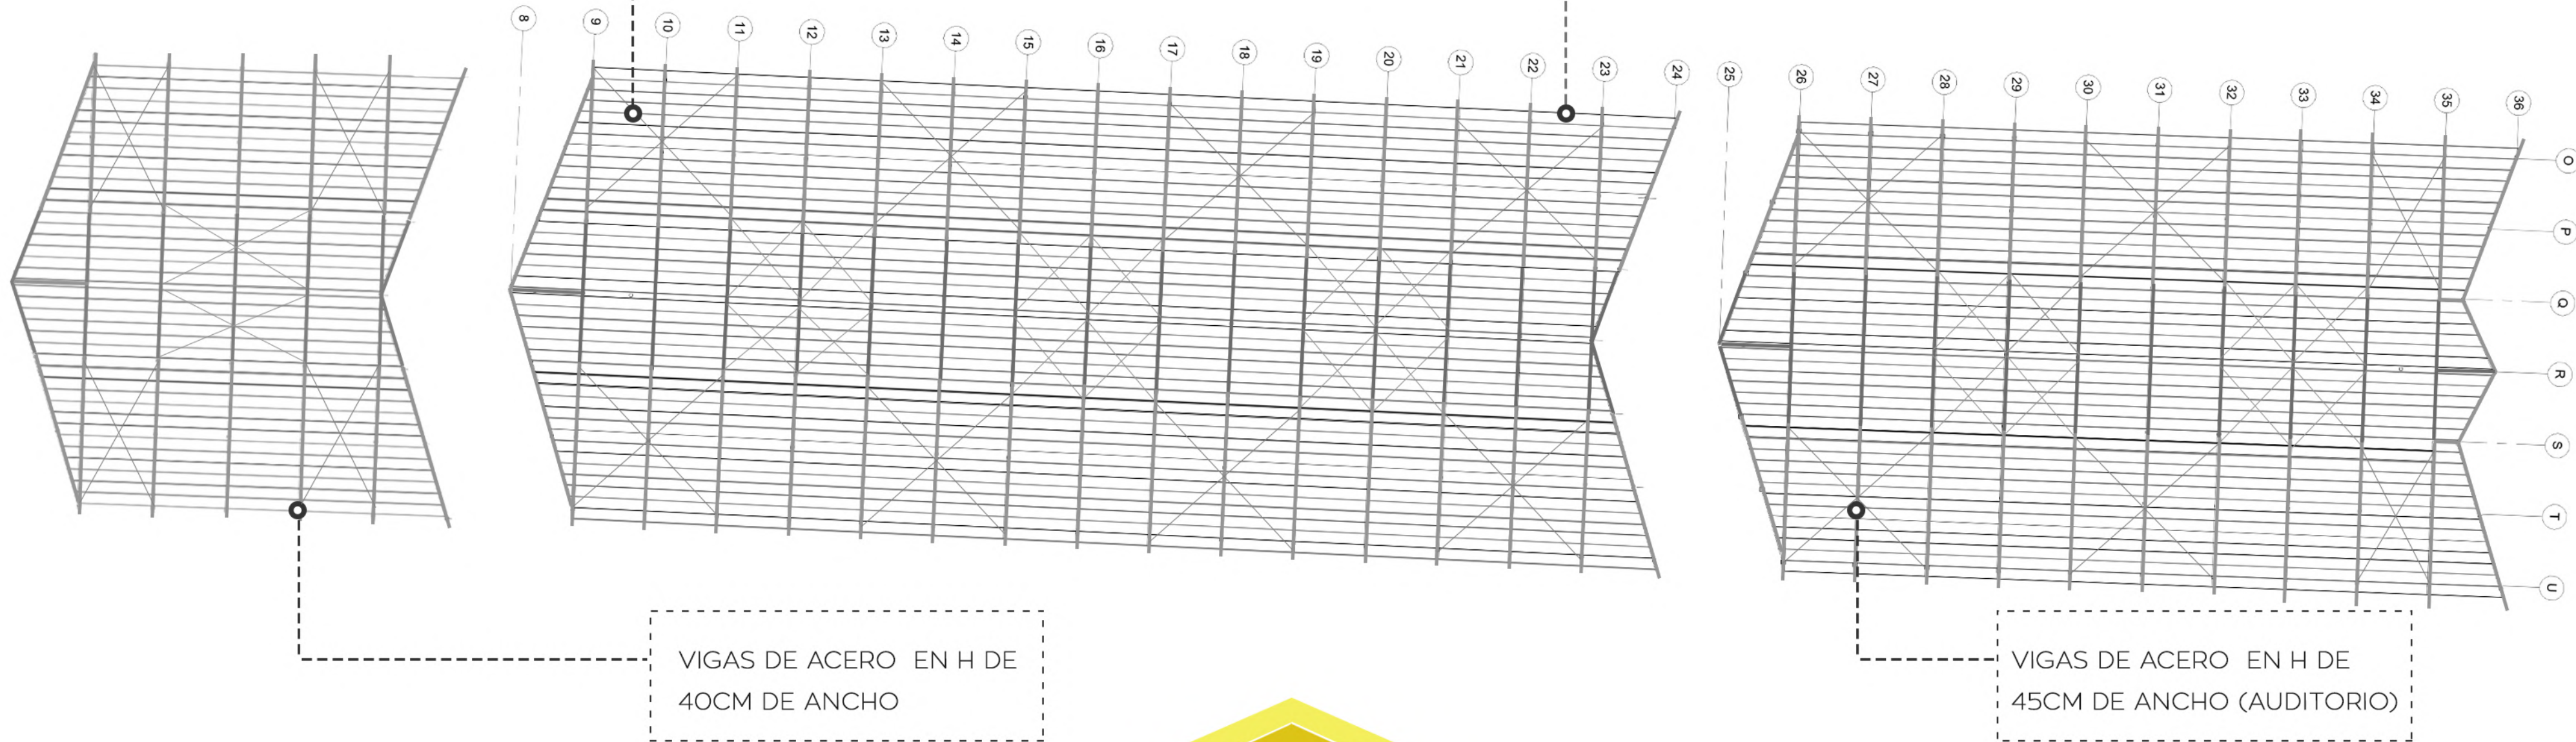 8
9
10
11
12
13
14
15
16
17
18
19
20
21
22
23
24
25
26
27
28
29
30
31
32
33
34
35
36
O
P
Q
R
S
T
U
VIGAS DE ACERO EN H DE
40CM DE ANCHO
VIGAS DE ACERO EN H DE
45CM DE ANCHO (AUDITORIO)